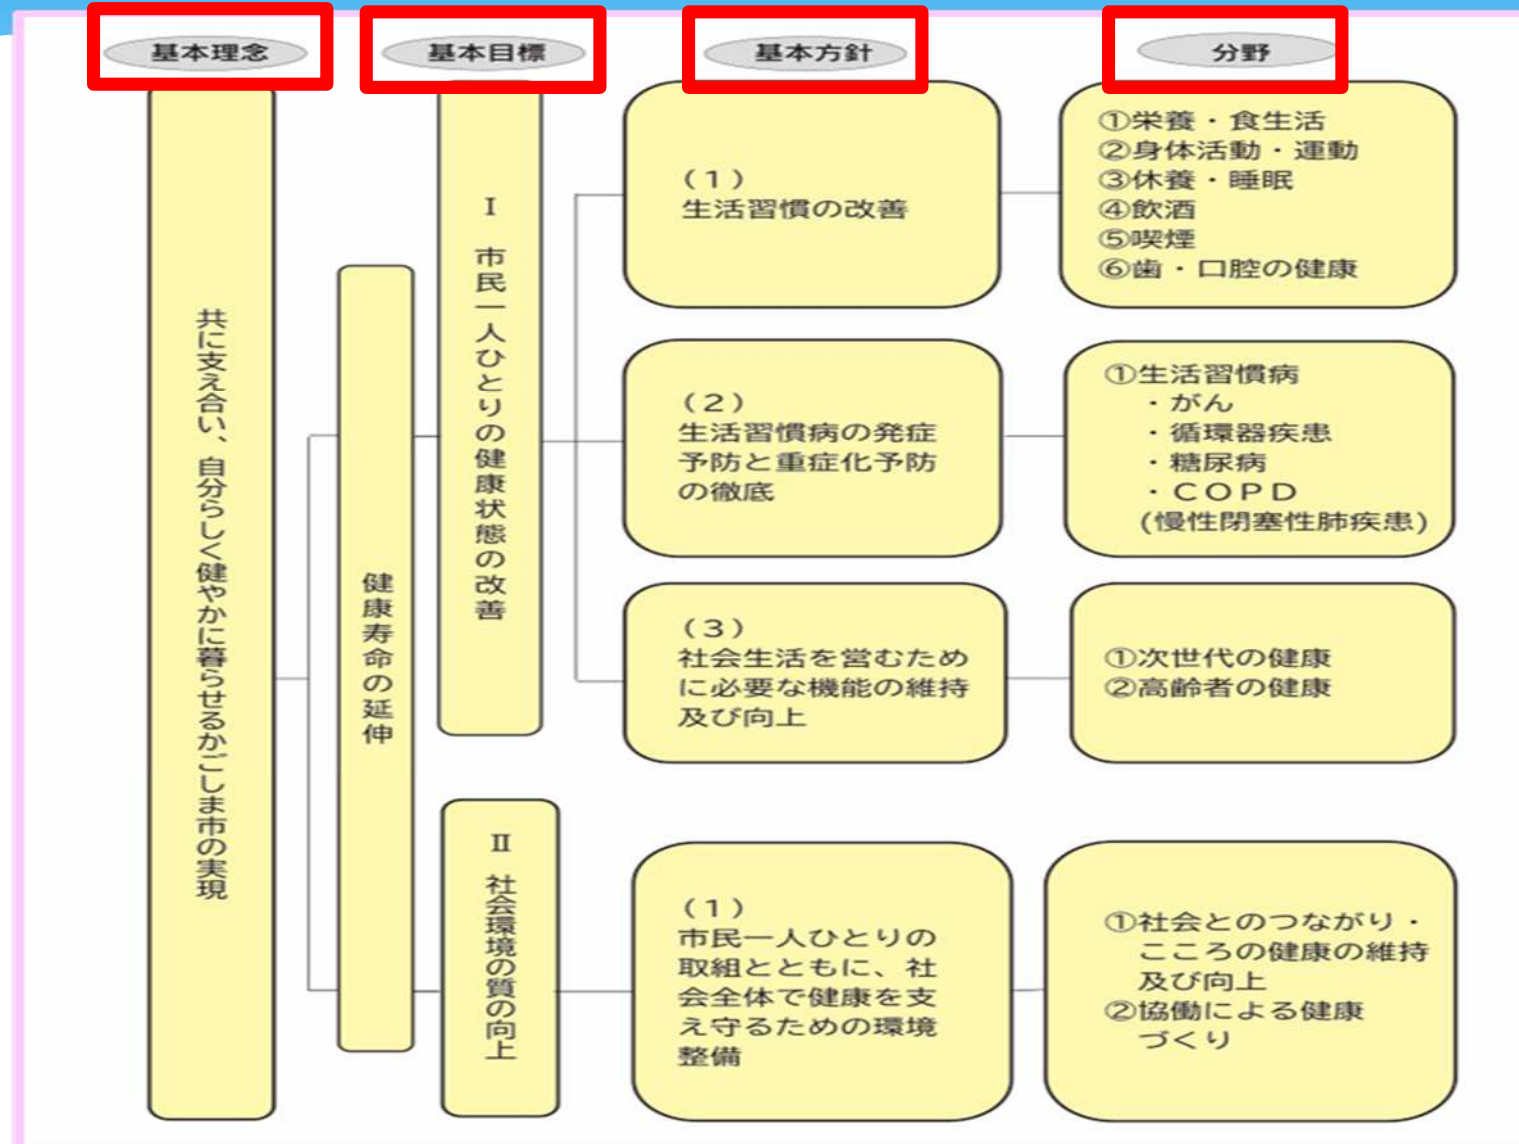 基本理念
基本目標
基本方針
分野
共に支え合い、自分らしく健やかに暮らせるかごしま市の実現
健康寿命の延伸
Ⅰ 市民一人ひとりの健康状態の改善
(1)
生活習慣の改善
①栄養・食生活
②身体活動・運動
③休養・睡眠
④飲酒
⑤喫煙
⑥歯・口腔の健康
(2)
生活習慣病の発症
予防と重症化予防
の徹底
①生活習慣病
・がん
・循環器疾患
・糖尿病
・COPD
(慢性閉塞性肺疾患)
(3)
社会生活を営むため
に必要な機能の維持
及び向上
①次世代の健康
②高齢者の健康
Ⅱ 社会環境の質の向上
(1)
市民一人ひとりの
取組とともに、社
会全体で健康を支
え守るための環境
整備
①社会とのつながり・
こころの健康の維持
及び向上
②協働による健康
づくり